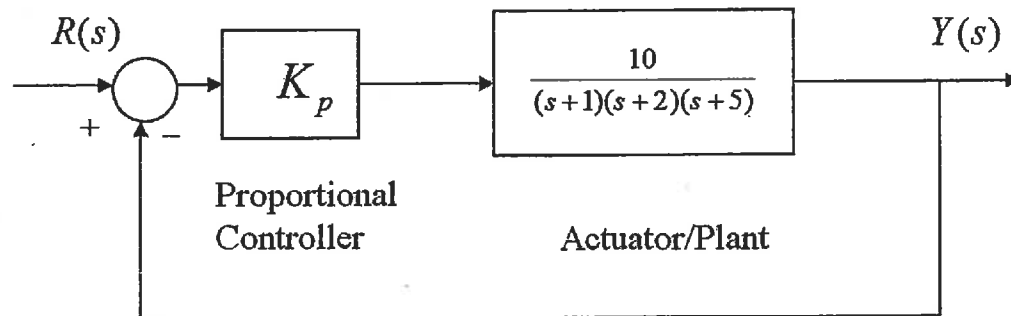 R(s)
Y(s)
K_p
10
(s+1)(s+2)(s+5)
+
−
Proportional
Controller
Actuator/Plant